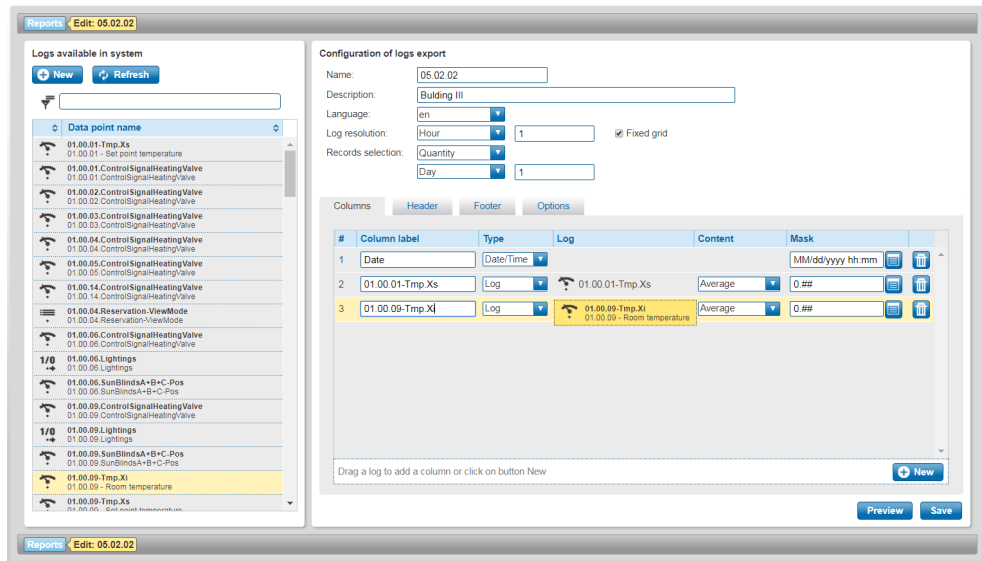 Reports Edit: 05.02.02
Logs available in system
New Refresh
Data point name
01.00.01-Tmp.Xs
01.00.01 - Set point temperature
01.00.01.ControlSignalHeatingValve
01.00.01.ControlSignalHeatingValve
01.00.02.ControlSignalHeatingValve
01.00.02.ControlSignalHeatingValve
01.00.03.ControlSignalHeatingValve
01.00.03.ControlSignalHeatingValve
01.00.04.ControlSignalHeatingValve
01.00.04.ControlSignalHeatingValve
01.00.05.ControlSignalHeatingValve
01.00.05.ControlSignalHeatingValve
01.00.14.ControlSignalHeatingValve
01.00.14.ControlSignalHeatingValve
01.00.04.Reservation-ViewMode
01.00.04.Reservation-ViewMode
01.00.06.ControlSignalHeatingValve
01.00.06.ControlSignalHeatingValve
1/0 01.00.06.Lightings
01.00.06.Lightings
01.00.06.SunBlindsA+B+C-Pos
01.00.06.SunBlindsA+B+C-Pos
01.00.09.ControlSignalHeatingValve
01.00.09.ControlSignalHeatingValve
1/0 01.00.09.Lightings
01.00.09.Lightings
01.00.09.SunBlindsA+B+C-Pos
01.00.09.SunBlindsA+B+C-Pos
01.00.09-Tmp.Xi
01.00.09 - Room temperature
01.00.09-Tmp.Xs
01.00.09 - Set point temperature
Configuration of logs export
Name: 05.02.02
Description: Bulding III
Language: en
Log resolution: Hour 1 Fixed grid
Records selection: Quantity
Day 1
Columns Header Footer Options
# Column label Type Log Content Mask
1 Date Date/Time MM/dd/yyyy hh:mm
2 01.00.01-Tmp.Xs Log 01.00.01-Tmp.Xs Average 0.##
3 01.00.09-Tmp.Xi Log 01.00.09-Tmp.Xi Average 0.##
01.00.09 - Room temperature
Drag a log to add a column or click on button New
New
Preview Save
Reports Edit: 05.02.02